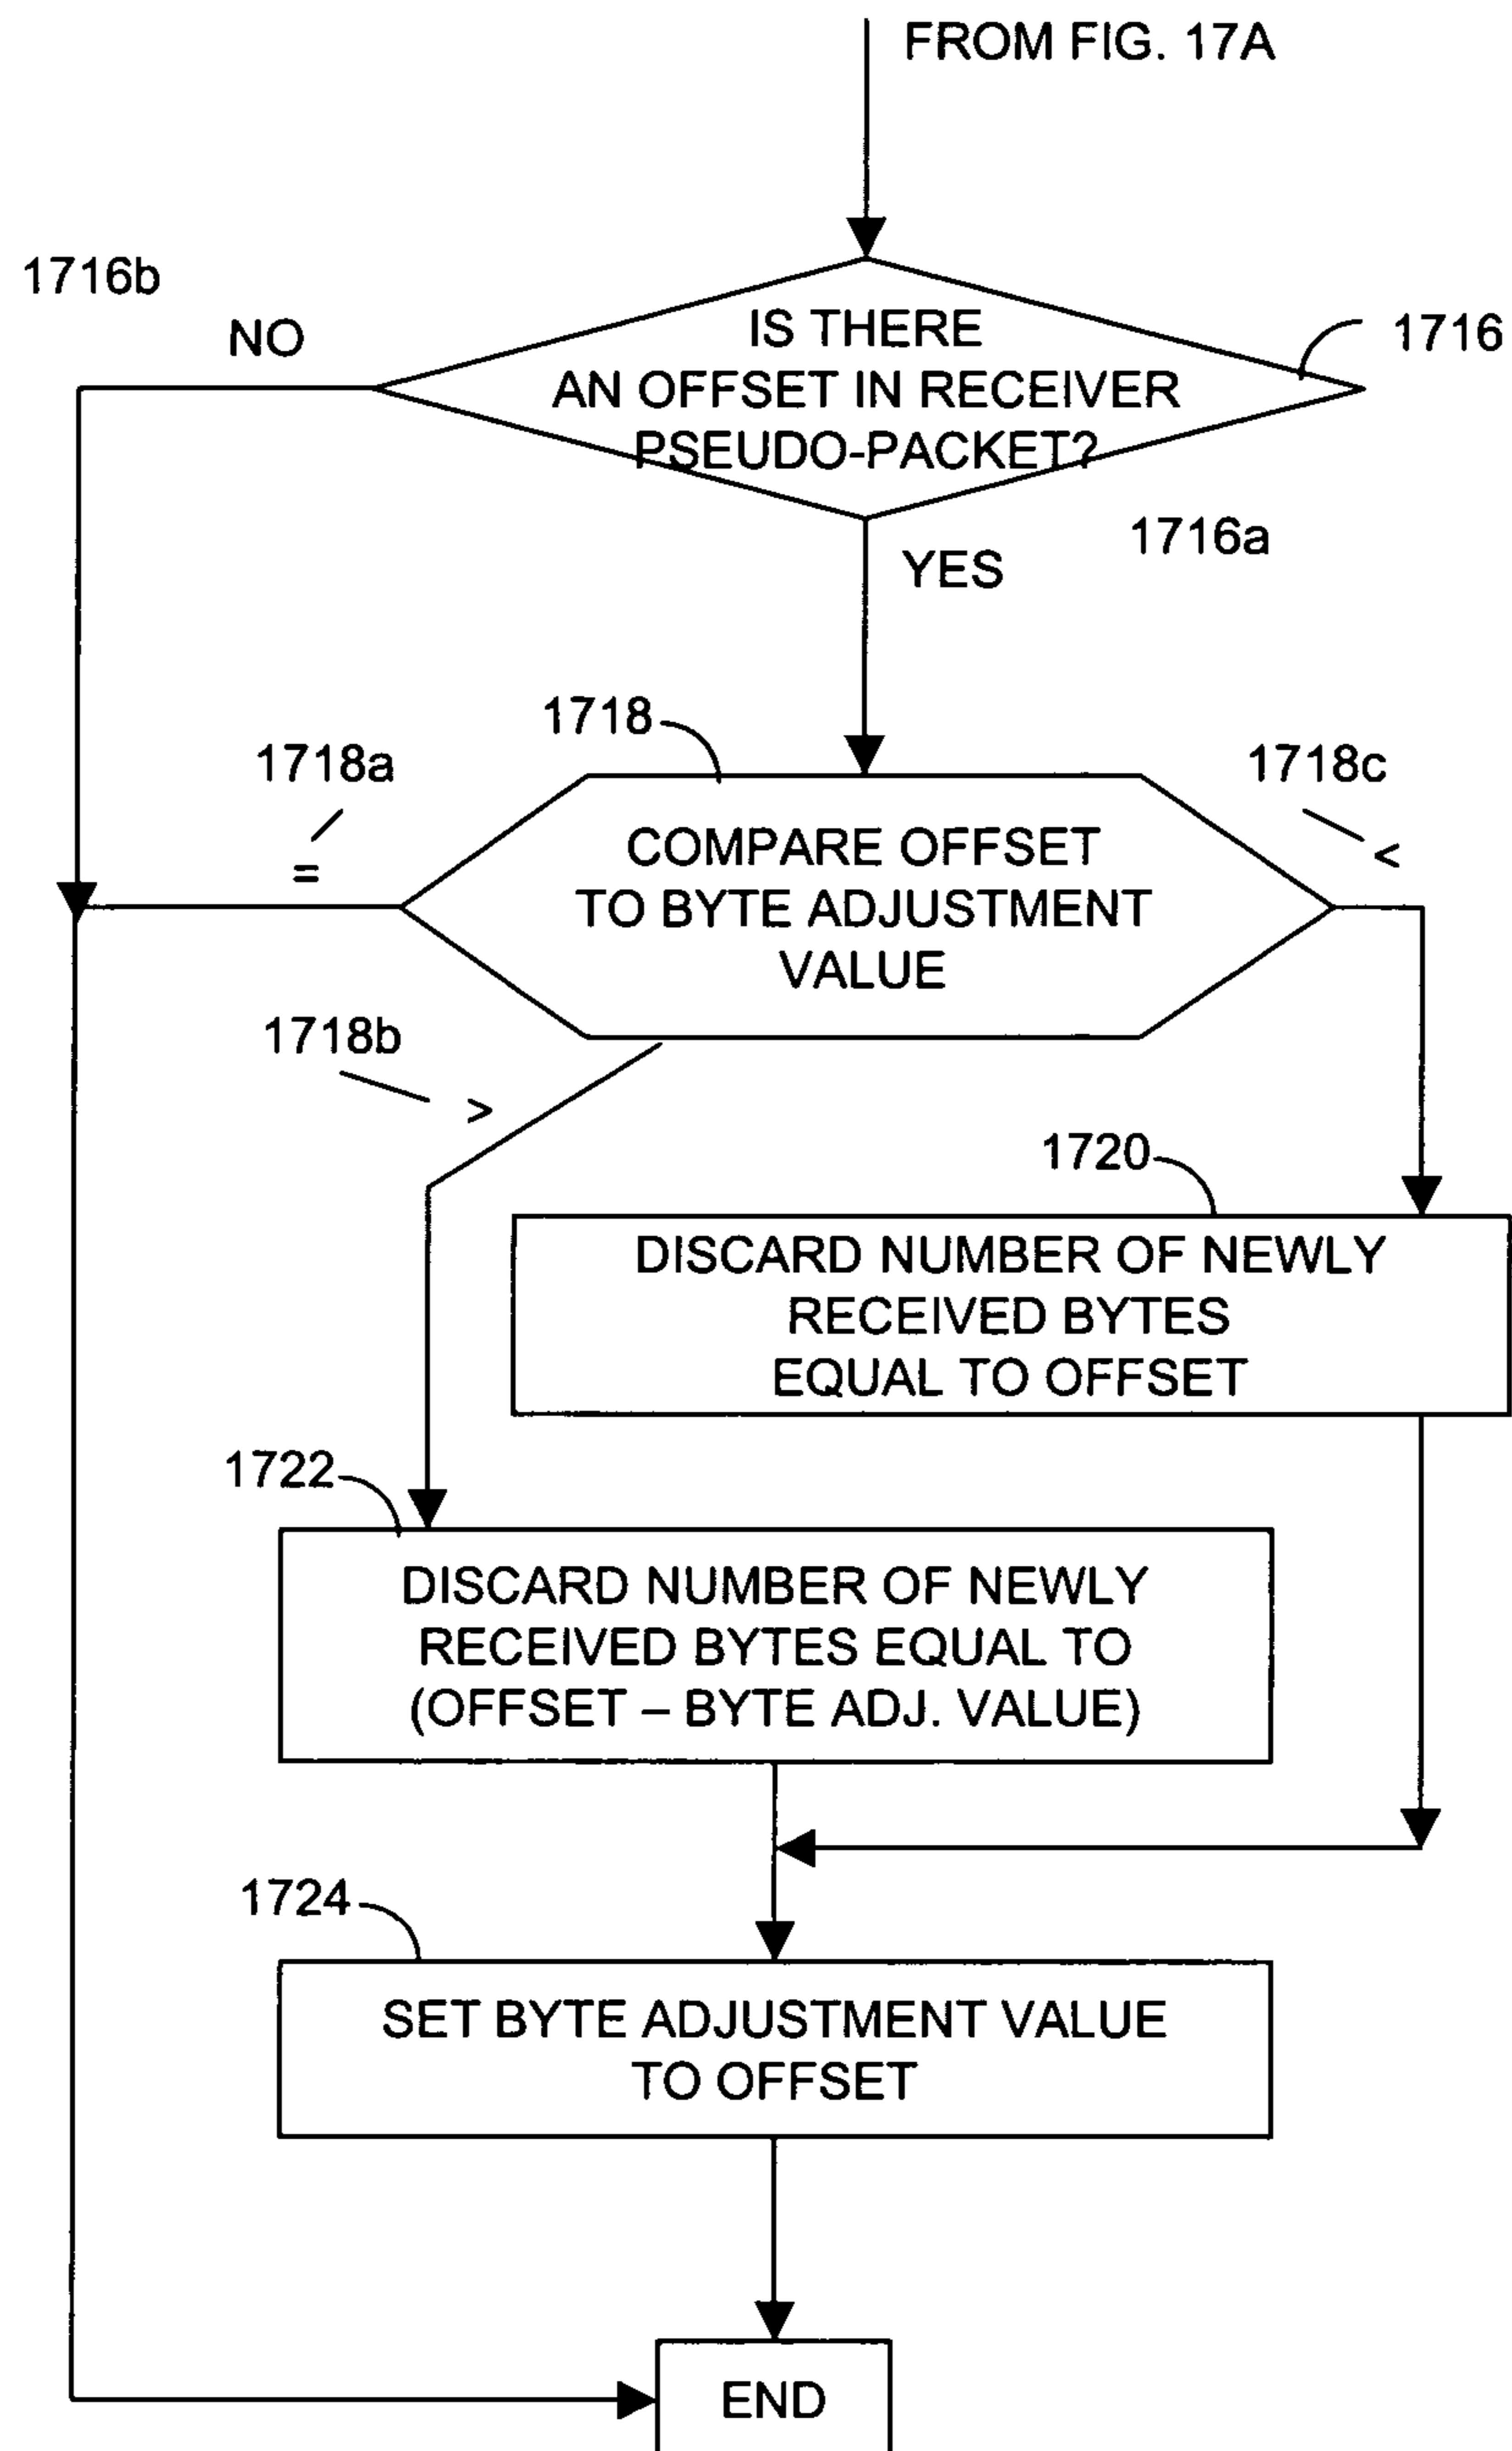 FROM FIG. 17A
1716b
NO
IS THERE
AN OFFSET IN RECEIVER
PSEUDO-PACKET?
1716
1716a
YES
1718
1718a
=
1718c
<
COMPARE OFFSET
TO BYTE ADJUSTMENT
VALUE
1718b
>
1720
DISCARD NUMBER OF NEWLY
RECEIVED BYTES
EQUAL TO OFFSET
1722
DISCARD NUMBER OF NEWLY
RECEIVED BYTES EQUAL TO
(OFFSET – BYTE ADJ. VALUE)
1724
SET BYTE ADJUSTMENT VALUE
TO OFFSET
END